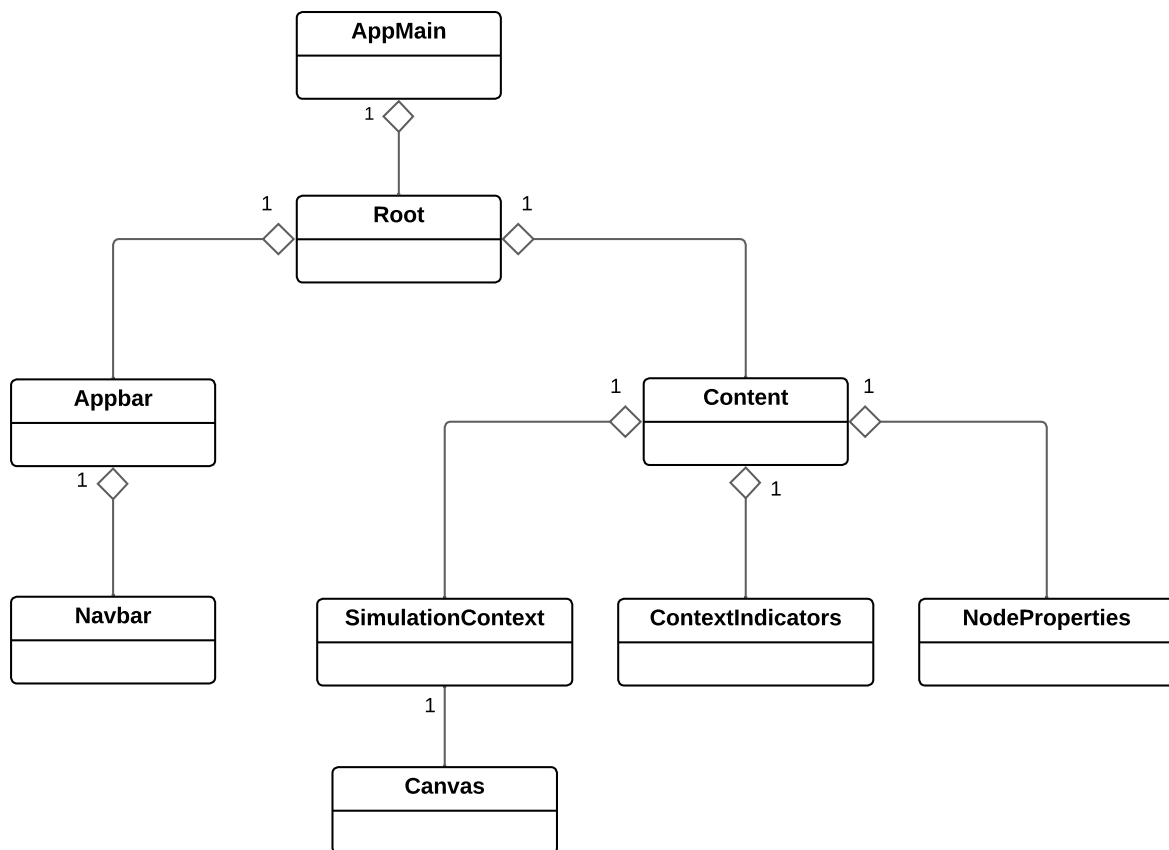 AppMain
1
1
1
Root
1
1
Appbar
Content
1
1
Navbar
SimulationContext
ContextIndicators
NodeProperties
1
Canvas